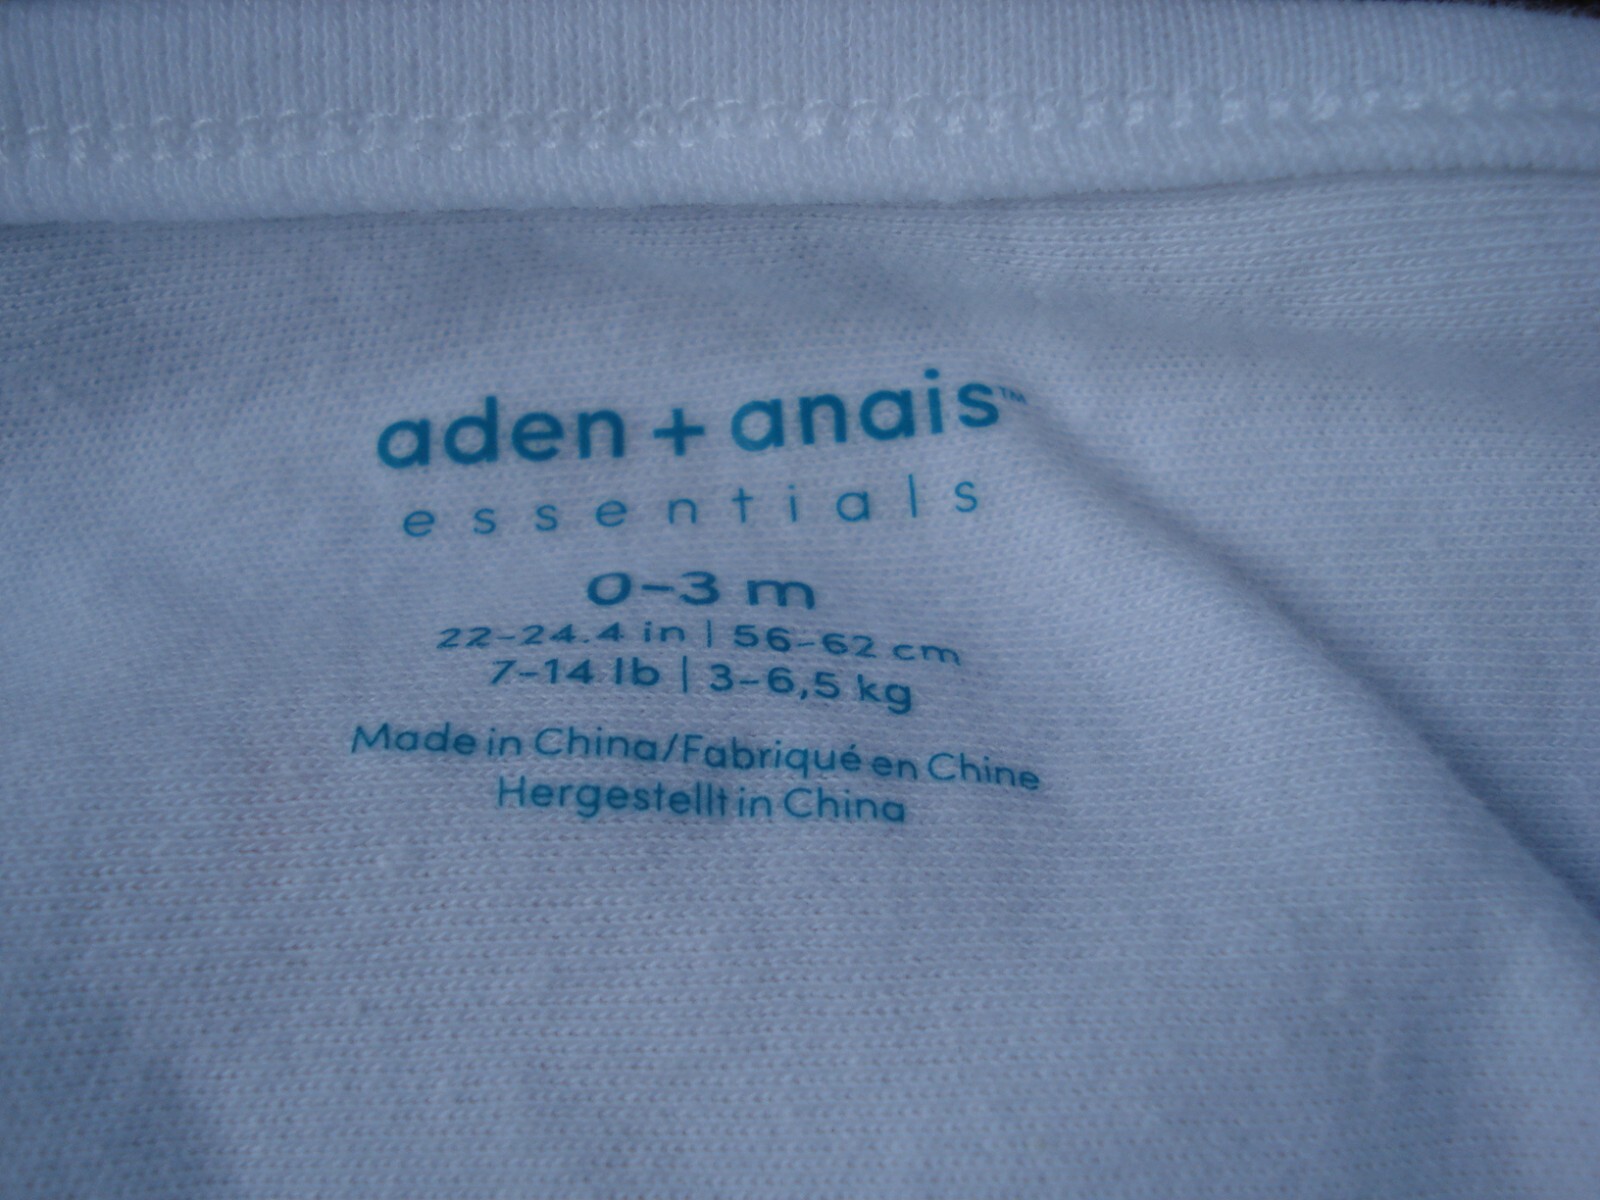 aden + anais™
essentials
0-3 m
22-24.4 in | 56-62 cm
7-14 lb | 3-6,5 kg
Made in China/Fabriqué en Chine
Hergestellt in China